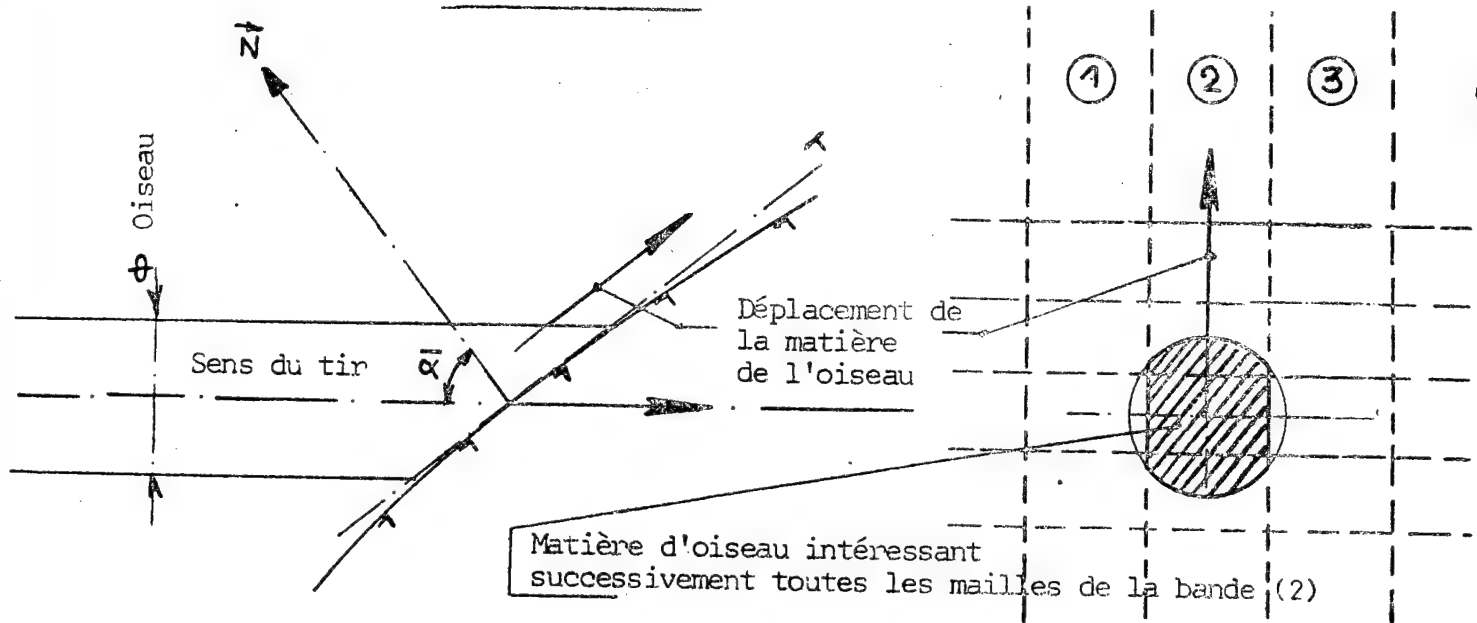 Z
① ② ③
Φ Oiseau
Sens du tir
α
Déplacement de
la matière
de l'oiseau
Matière d'oiseau intéressant
successivement toutes les mailles de la bande (2)